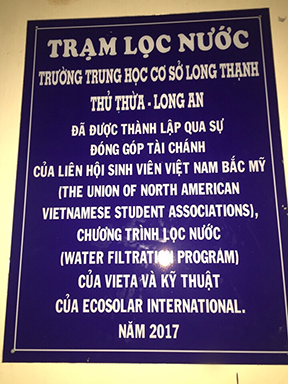 TRẠM LỌC NƯỚC
TRƯỜNG TRUNG HỌC CƠ SỞ LONG THẠNH
THỦ THỪA - LONG AN
ĐÃ ĐƯỢC THÀNH LẬP QUA SỰ
ĐÓNG GÓP TÀI CHÁNH
CỦA LIÊN HỘI SINH VIÊN VIỆT NAM BẮC MỸ
(THE UNION OF NORTH AMERICAN
VIETNAMESE STUDENT ASSOCIATIONS),
CHƯƠNG TRÌNH LỌC NƯỚC
(WATER FILTRATION PROGRAM)
CỦA VIETA VÀ KỸ THUẬT
CỦA ECOSOLAR INTERNATIONAL.
NĂM 2017